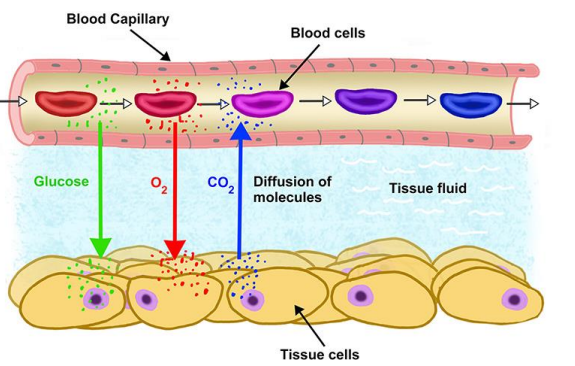 Blood Capillary
Blood cells
Glucose
O2
CO2
Diffusion of
molecules
Tissue fluid
Tissue cells